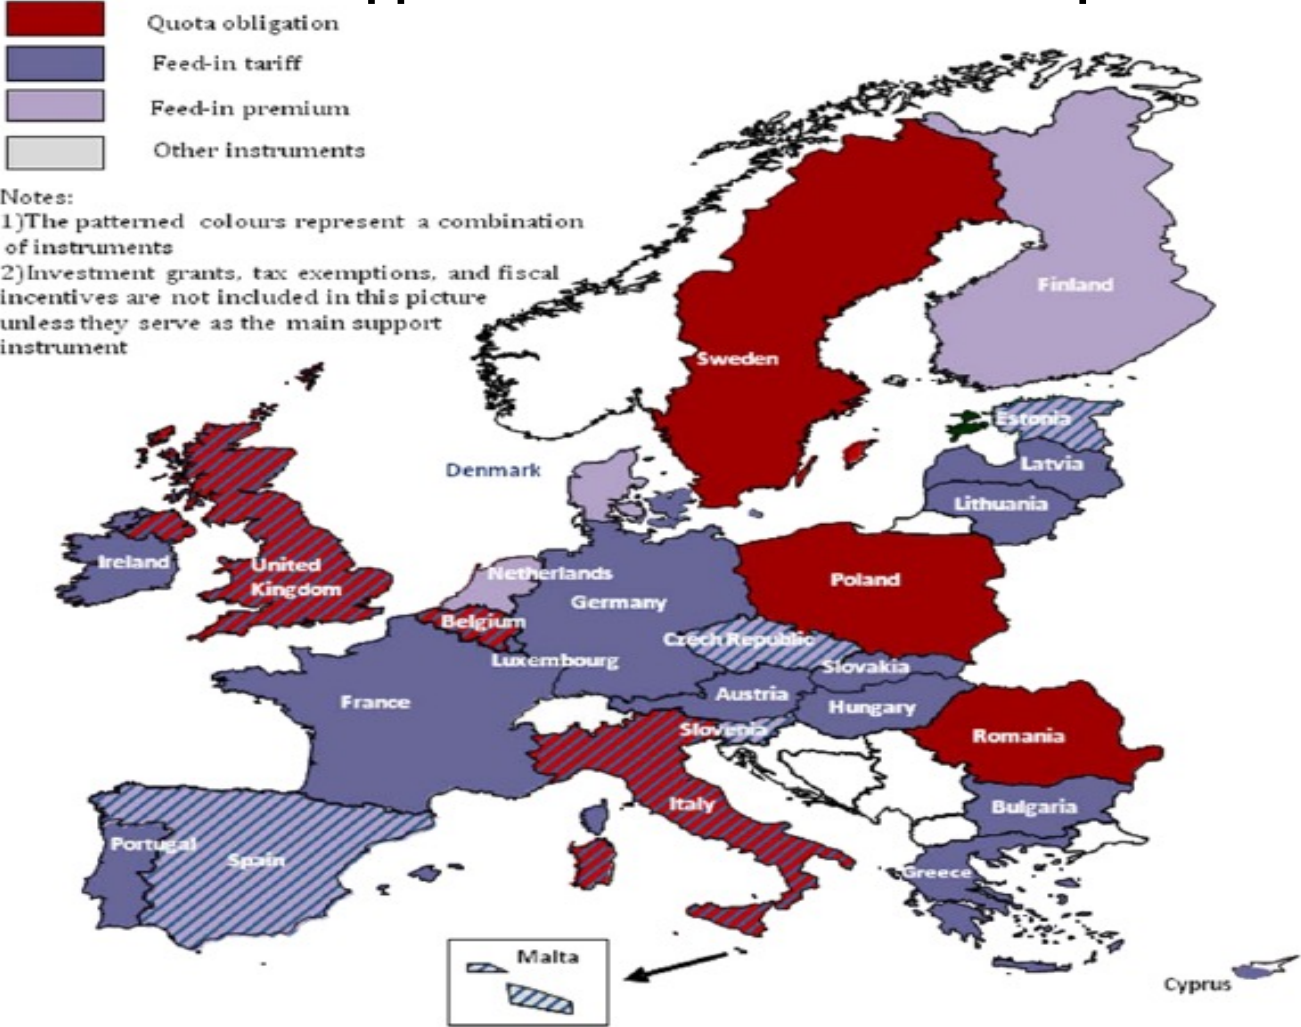 Quota obligation
Feed-in tariff
Feed-in premium
Other instruments
Notes:
1)The patterned colours represent a combination
of instruments
2)Investment grants, tax exemptions, and fiscal
incentives are not included in this picture
unless they serve as the main support
instrument
Finland
Sweden
Estonia
Latvia
Denmark
Lithuania
Ireland
United
Kingdom
Netherlands
Poland
Germany
Belgium
Czech Republic
Luxembourg
Slovakia
Austria
France
Hungary
Slovenia
Romania
Italy
Bulgaria
Portugal
Spain
Greece
Malta
Cyprus